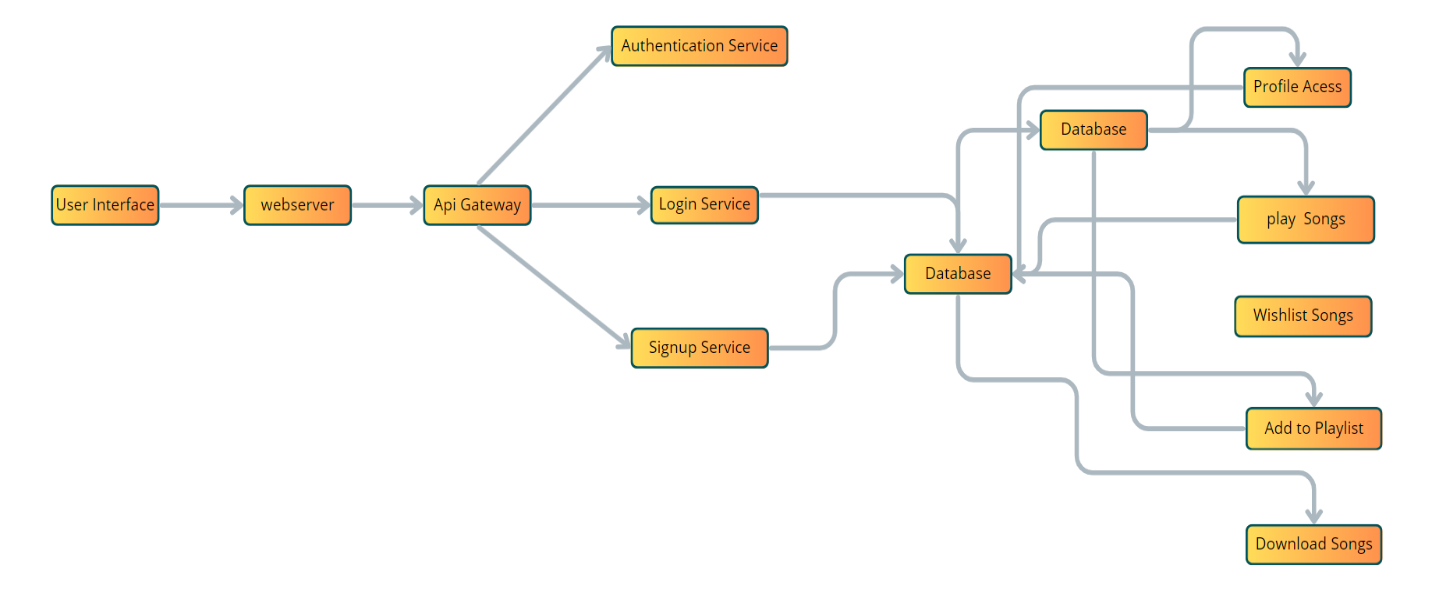 Authentication Service
Profile Acess
Database
User Interface
webserver
Api Gateway
Login Service
play  Songs
Database
Wishlist Songs
Signup Service
Add to Playlist
Download Songs